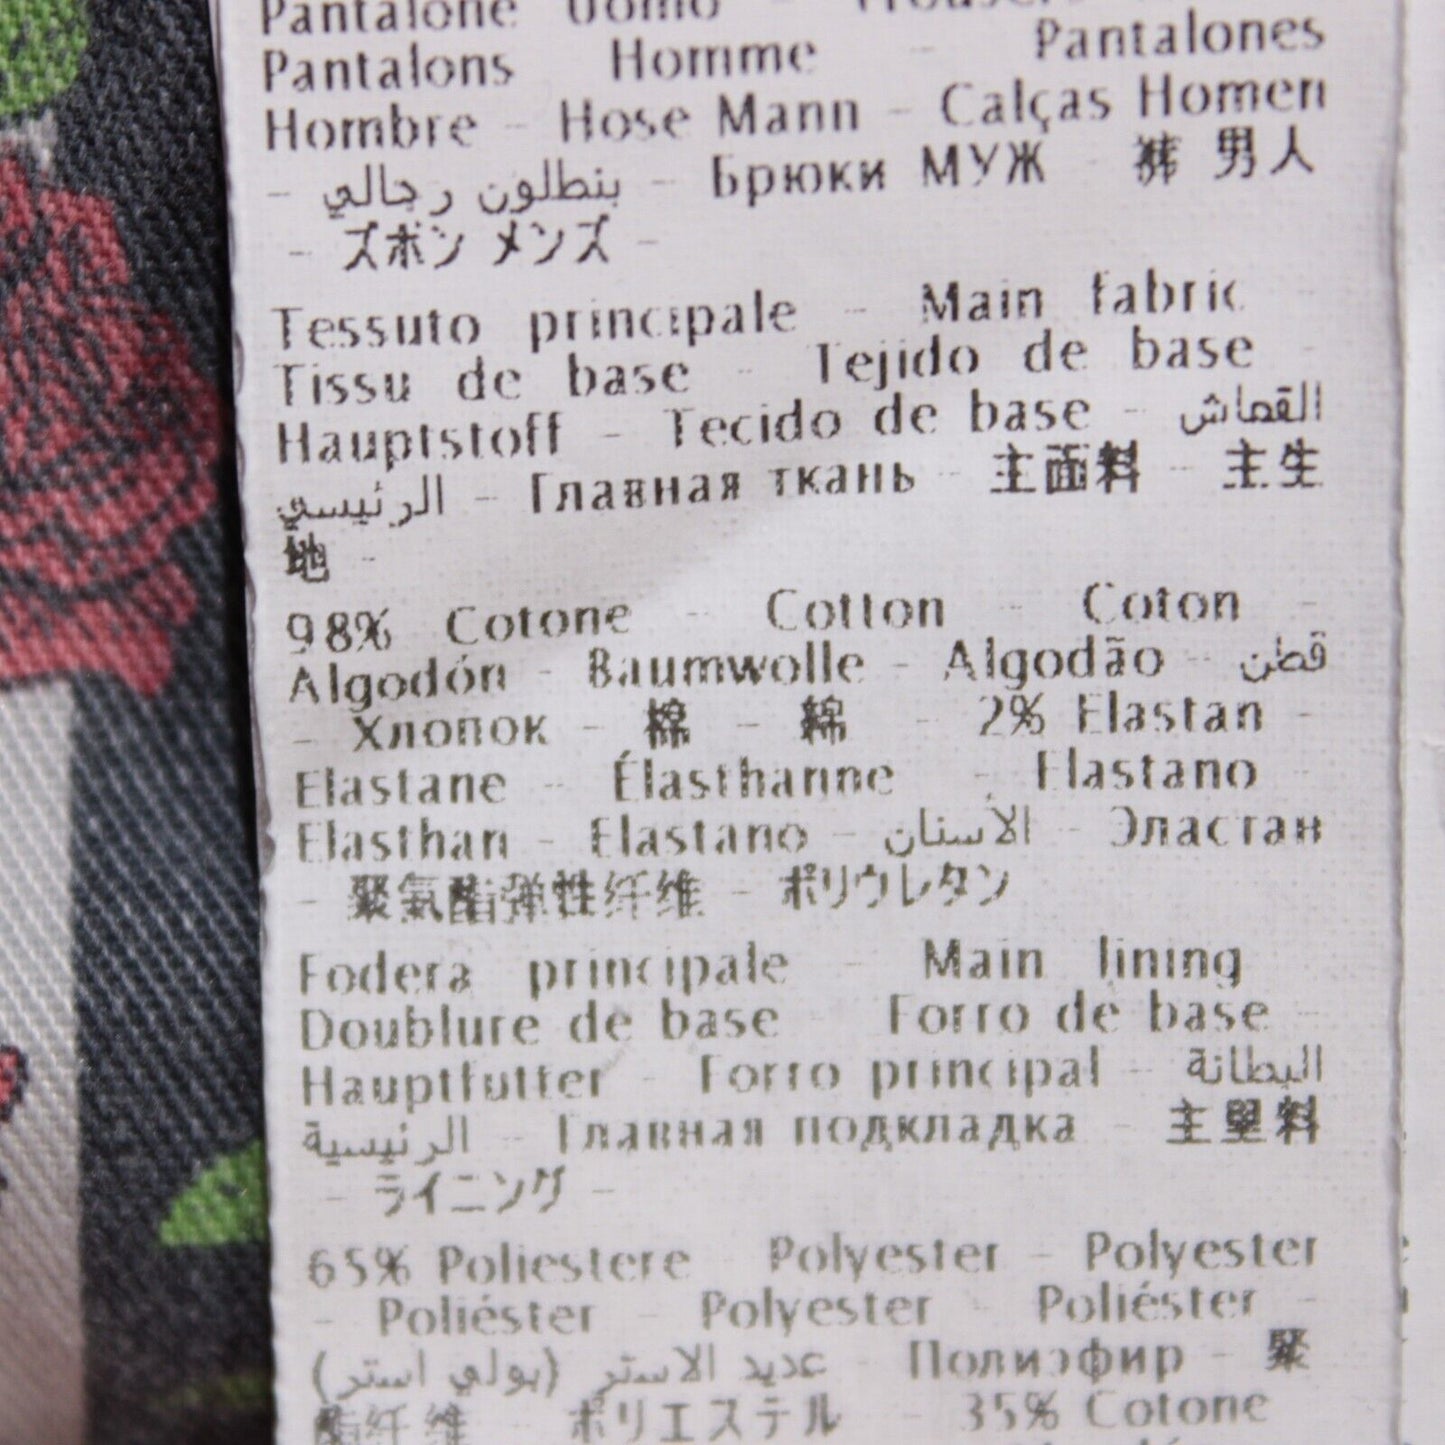 Pantalone Uomo - Trousers
Pantalons Homme - Pantalones
Hombre - Hose Mann - Calças Homem
- بنطلون رجالي - Брюки МУЖ - 裤 男人
- ズボン メンズ -
Tessuto principale - Main fabric
Tissu de base - Tejido de base -
Hauptstoff - Tecido de base - القماش
الرئيسي - Главная ткань - 主面料 - 主生
地 -
98% Cotone - Cotton - Coton -
Algodón - Baumwolle - Algodão - قطن
- Хлопок - 棉 - 綿 - 2% Elastan -
Elastane - Élasthanne - Elastano -
Elasthan - Elastano - الاستان - Эластан
- 聚氨酯弹性纤维 - ポリウレタン
Fodera principale - Main lining
Doublure de base - Forro de base -
Hauptfutter - Forro principal - البطانة
الرئيسية - Главная подкладка - 主里料
- ライニング -
65% Poliestere - Polyester - Polyester
- Poliéster - Polyester - Poliéster -
عديد الاستر (بولي استر) - Полиэфир - 聚
酯纤维 - ポリエステル - 35% Cotone